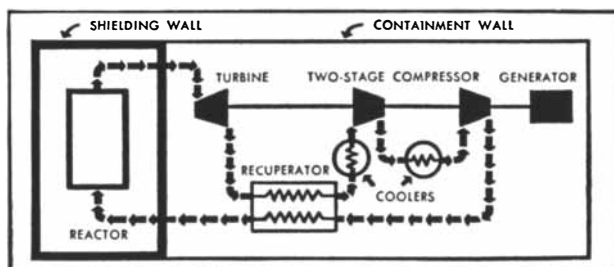 SHIELDING WALL
CONTAINMENT WALL
TURBINE
TWO-STAGE COMPRESSOR
GENERATOR
RECUPERATOR
COOLERS
REACTOR